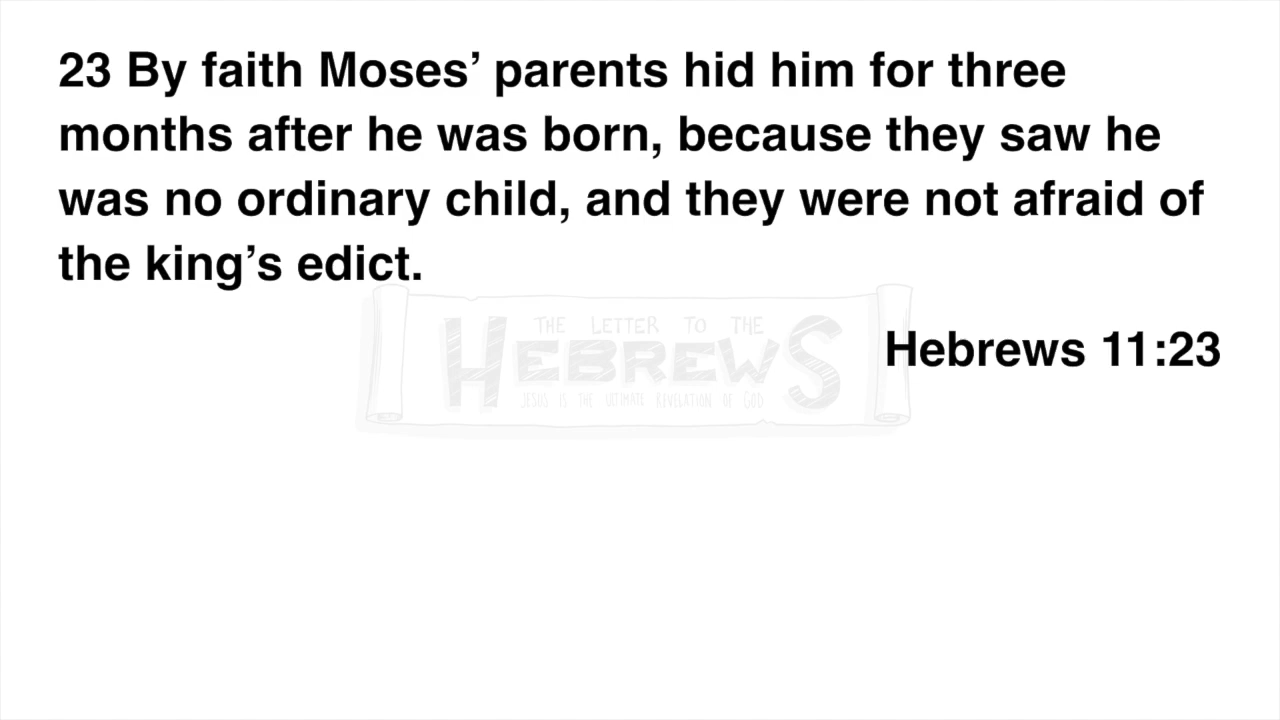 23 By faith Moses’ parents hid him for three
months after he was born, because they saw he
was no ordinary child, and they were not afraid of
the king’s edict.
Hebrews 11:23
THE LETTER TO THE
HEBREWS
JESUS IS THE ULTIMATE REVELATION OF GOD